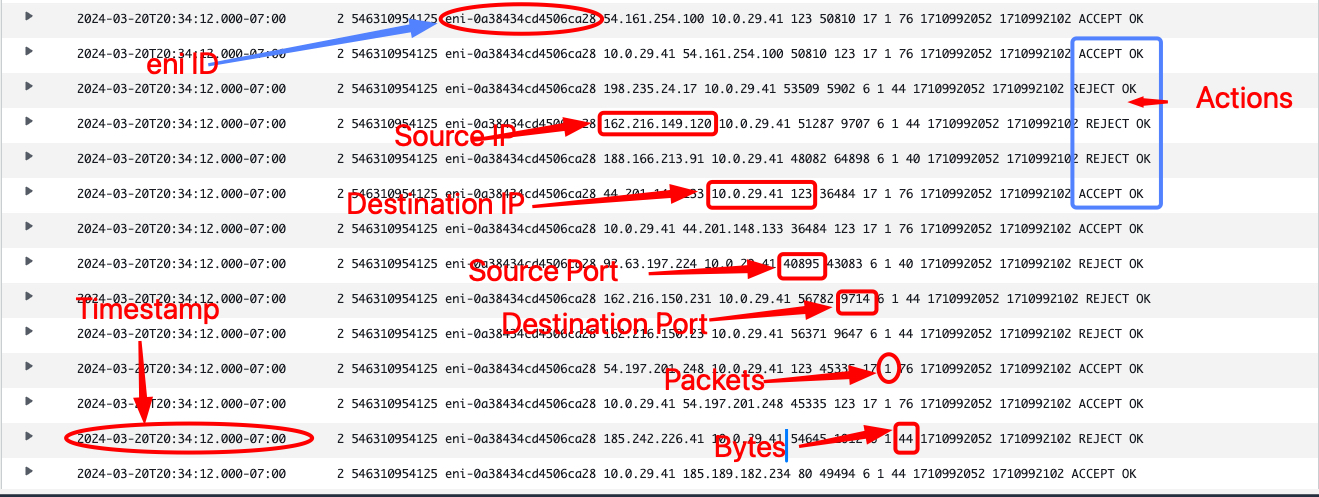 2024-03-20T20:34:12.000-07:00 2 546310954125 eni-0a38434cd4506ca28 54.161.254.100 10.0.29.41 123 50810 17 1 76 1710992052 1710992102 ACCEPT OK
2024-03-20T20:34:12.000-07:00 2 546310954125 eni-0a38434cd4506ca28 10.0.29.41 54.161.254.100 50810 123 17 1 76 1710992052 1710992102 ACCEPT OK
eni ID
2024-03-20T20:34:12.000-07:00 2 546310954125 eni-0a38434cd4506ca28 198.235.24.17 10.0.29.41 53509 5902 6 1 44 1710992052 1710992102 REJECT OK
Actions
2024-03-20T20:34:12.000-07:00 2 546310954125 eni-0a38434cd4506ca28 162.216.149.120 10.0.29.41 51287 9707 6 1 44 1710992052 1710992102 REJECT OK
Source IP
2024-03-20T20:34:12.000-07:00 2 546310954125 eni-0a38434cd4506ca28 188.166.213.91 10.0.29.41 48082 64898 6 1 40 1710992052 1710992102 REJECT OK
2024-03-20T20:34:12.000-07:00 2 546310954125 eni-0a38434cd4506ca28 10.0.29.41 123 36484 17 1 76 1710992052 1710992102 ACCEPT OK
Destination IP
2024-03-20T20:34:12.000-07:00 2 546310954125 eni-0a38434cd4506ca28 10.0.29.41 44.201.148.133 36484 123 17 1 76 1710992052 1710992102 ACCEPT OK
2024-03-20T20:34:12.000-07:00 2 546310954125 eni-0a38434cd4506ca28 92.63.197.224 10.0.29.41 40895 43083 6 1 40 1710992052 1710992102 REJECT OK
Source Port
2024-03-20T20:34:12.000-07:00 2 546310954125 eni-0a38434cd4506ca28 162.216.150.231 10.0.29.41 56782 9714 6 1 44 1710992052 1710992102 REJECT OK
Timestamp
Destination Port
2024-03-20T20:34:12.000-07:00 2 546310954125 eni-0a38434cd4506ca28 162.216.150.23 10.0.29.41 56371 9647 6 1 44 1710992052 1710992102 REJECT OK
2024-03-20T20:34:12.000-07:00 2 546310954125 eni-0a38434cd4506ca28 54.197.201.248 10.0.29.41 123 45335 17 1 76 1710992052 1710992102 ACCEPT OK
Packets
2024-03-20T20:34:12.000-07:00 2 546310954125 eni-0a38434cd4506ca28 10.0.29.41 54.197.201.248 45335 123 17 1 76 1710992052 1710992102 ACCEPT OK
2024-03-20T20:34:12.000-07:00 2 546310954125 eni-0a38434cd4506ca28 185.242.226.41 10.0.29.41 54645 6 1 44 1710992052 1710992102 REJECT OK
Bytes
2024-03-20T20:34:12.000-07:00 2 546310954125 eni-0a38434cd4506ca28 10.0.29.41 185.189.182.234 80 49494 6 1 44 1710992052 1710992102 ACCEPT OK